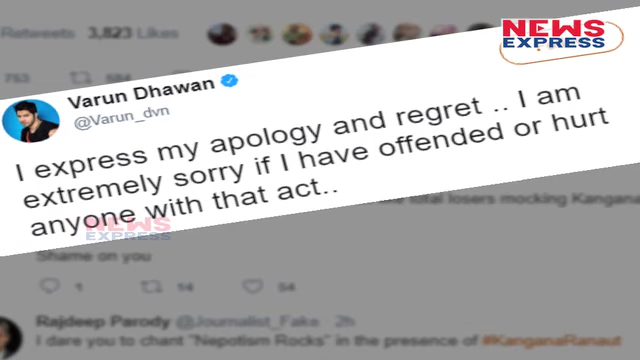 Retweets 3,823 Likes
NEWS
EXPRESS
753
Varun Dhawan
@Varun_dvn
I express my apology and regret .. I am
extremely sorry if I have offended or hurt
anyone with that act..
total losers mocking Kangana
NEWS
EXPRESS
Shame on you
1 14 34
Rajdeep Parody @Journalist_Fake · 2h
I dare you to chant "Nepotism Rocks" in the presence of #KanganaRanaut